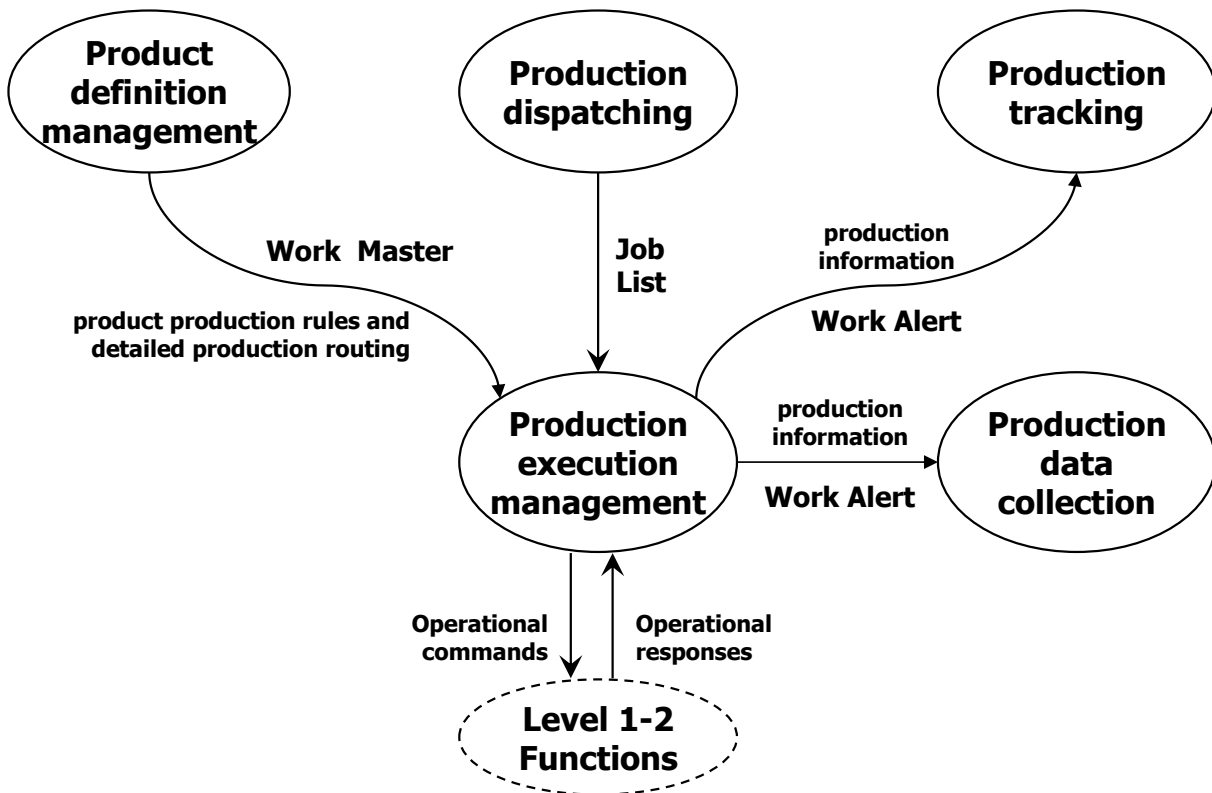 Product
definition
management
Production
dispatching
Production
tracking
Work  Master
Job
List
production
information
Work Alert
product production rules and
detailed production routing
Production
execution
management
production
information
Work Alert
Production
data
collection
Operational
commands
Operational
responses
Level 1-2
Functions